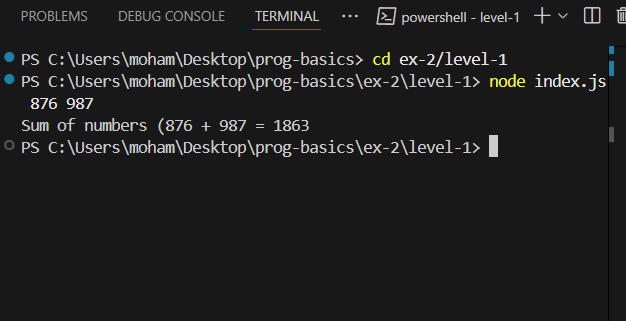 PROBLEMS DEBUG CONSOLE TERMINAL ... powershell - level-1
PS C:\Users\moham\Desktop\prog-basics> cd ex-2/level-1
PS C:\Users\moham\Desktop\prog-basics\ex-2\level-1> node index.js
876 987
Sum of numbers (876 + 987 = 1863
PS C:\Users\moham\Desktop\prog-basics\ex-2\level-1>